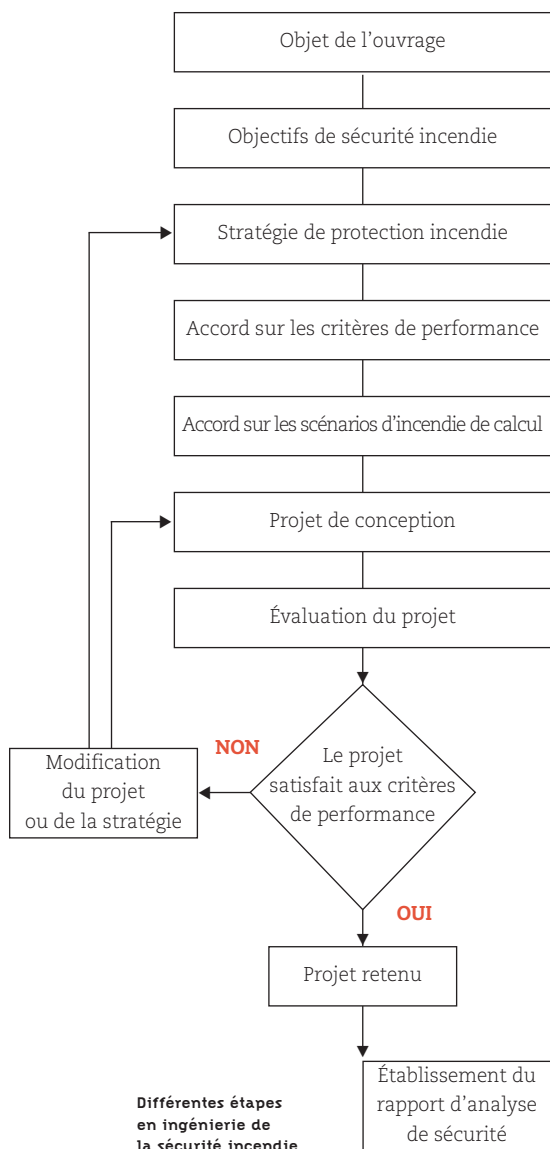 Objet de l’ouvrage
Objectifs de sécurité incendie
Stratégie de protection incendie
Accord sur les critères de performance
Accord sur les scénarios d’incendie de calcul
Projet de conception
Évaluation du projet
Le projet
satisfait aux critères
de performance
NON
Modification
du projet
ou de la stratégie
OUI
Projet retenu
Établissement du
rapport d’analyse
de sécurité
Différentes étapes
en ingénierie de
la sécurité incendie